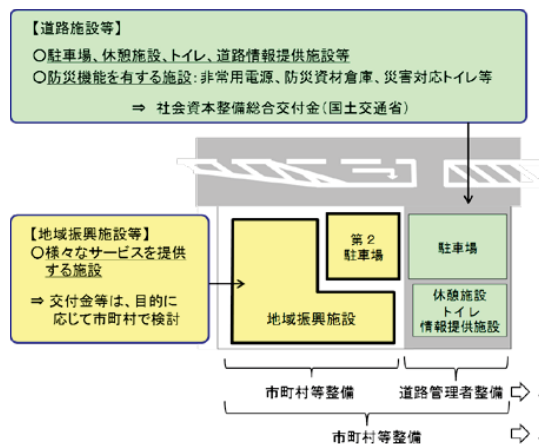 【道路施設等】
○駐車場、休憩施設、トイレ、道路情報提供施設等
○防災機能を有する施設：非常用電源、防災資材倉庫、災害対応トイレ等
⇒ 社会資本整備総合交付金（国土交通省）
【地域振興施設等】
○様々なサービスを提供
する施設
⇒ 交付金等は、目的に
応じて市町村で検討
第２
駐車場
地域振興施設
駐車場
休憩施設
トイレ
情報提供施設
市町村等整備
道路管理者整備
市町村等整備